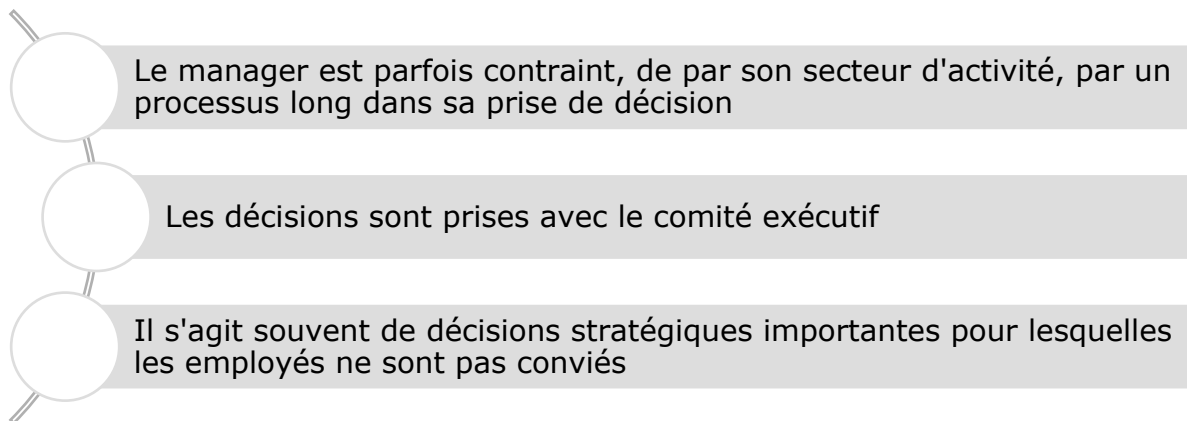 Le manager est parfois contraint, de par son secteur d'activité, par un
processus long dans sa prise de décision
Les décisions sont prises avec le comité exécutif
Il s'agit souvent de décisions stratégiques importantes pour lesquelles
les employés ne sont pas conviés